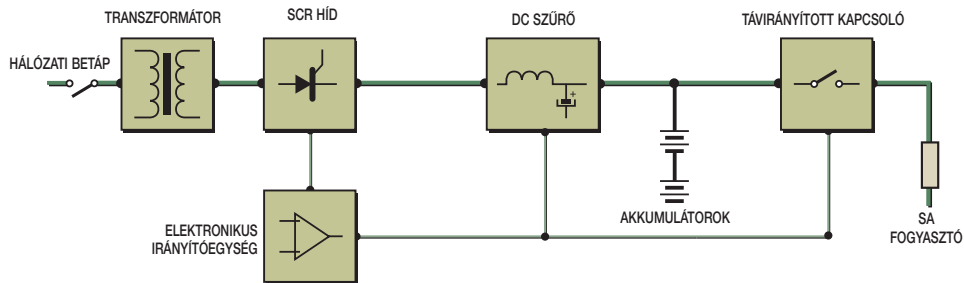 TRANSZFORMÁTOR
SCR HÍD
DC SZŰRŐ
TÁVIRÁNYÍTOTT KAPCSOLÓ
HÁLÓZATI BETÁP
+
AKKUMULÁTOROK
ELEKTRONIKUS
IRÁNYÍTÓEGYSÉG
SA
FOGYASZTÓ